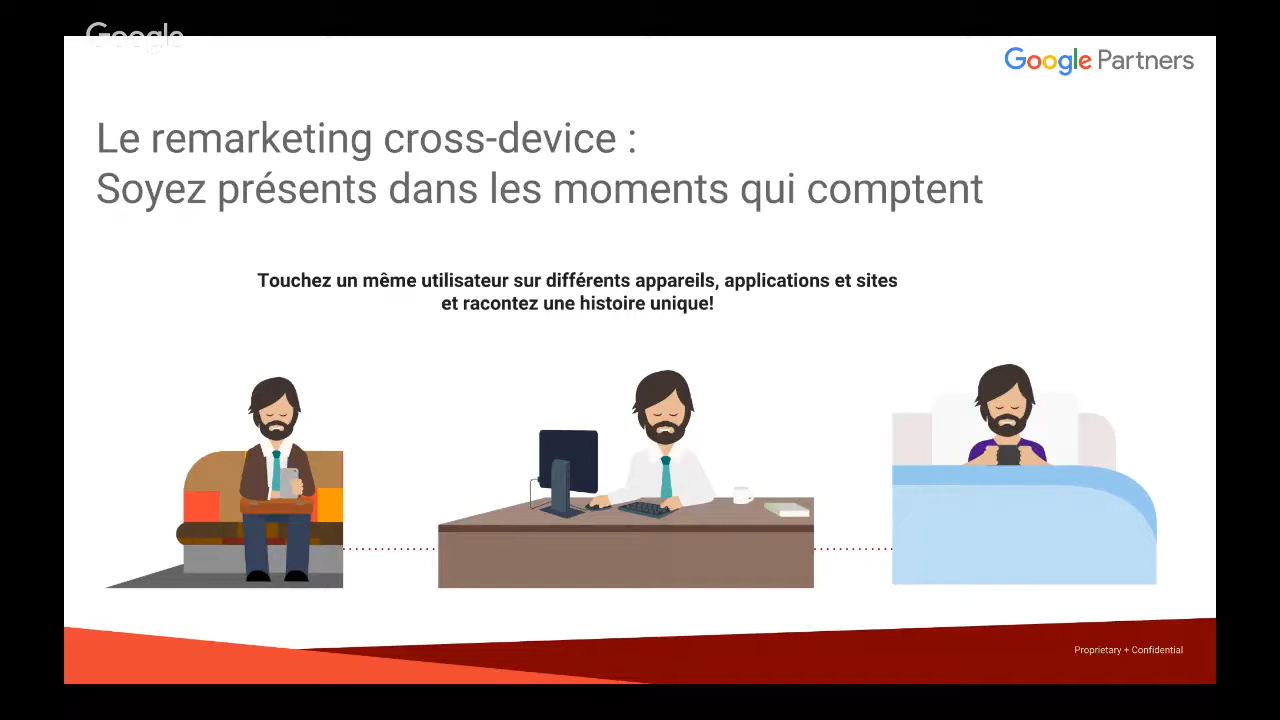 Google
Google Partners
Le remarketing cross-device :
Soyez présents dans les moments qui comptent
Touchez un même utilisateur sur différents appareils, applications et sites
et racontez une histoire unique!
Proprietary + Confidential